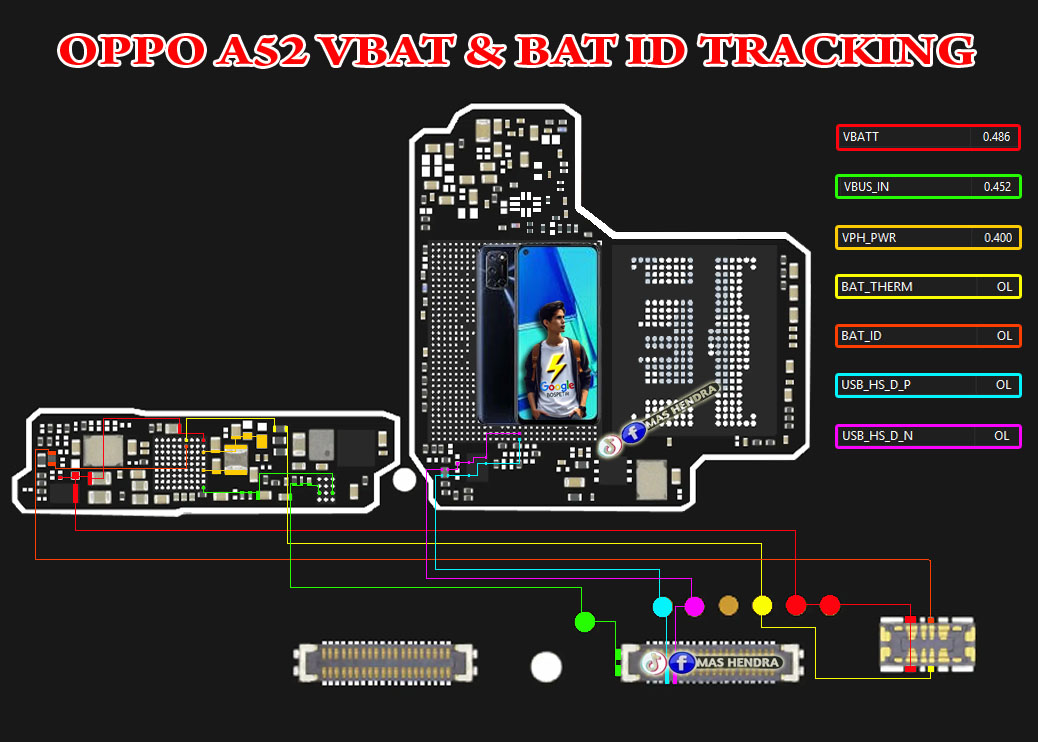 OPPO A52 VBAT & BAT ID TRACKING
VBATT 0.486
VBUS_IN 0.452
VPH_PWR 0.400
BAT_THERM OL
BAT_ID OL
USB_HS_D_P OL
USB_HS_D_N OL
Google
MAS HENDRA
MAS HENDRA